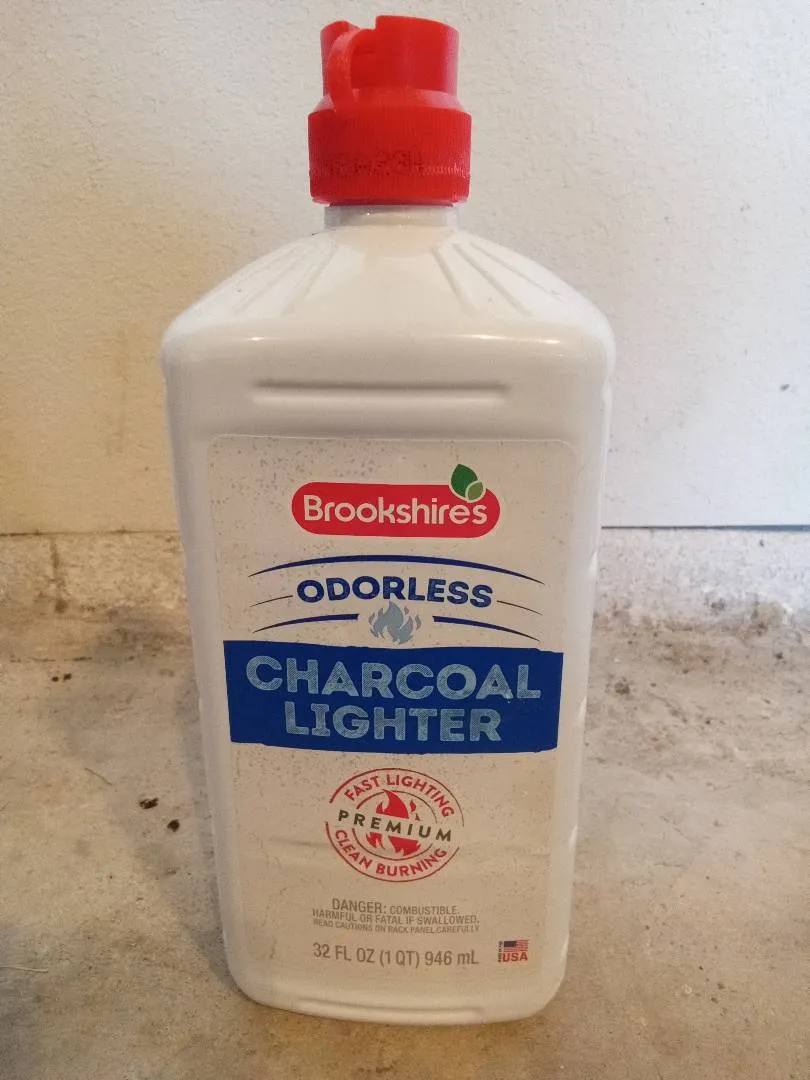 Brookshire's
ODORLESS
CHARCOAL
LIGHTER
FAST LIGHTING
PREMIUM
CLEAN BURNING
DANGER: COMBUSTIBLE.
HARMFUL OR FATAL IF SWALLOWED.
READ CAUTIONS ON BACK PANEL CAREFULLY
32 FL OZ (1 QT) 946 mL
USA